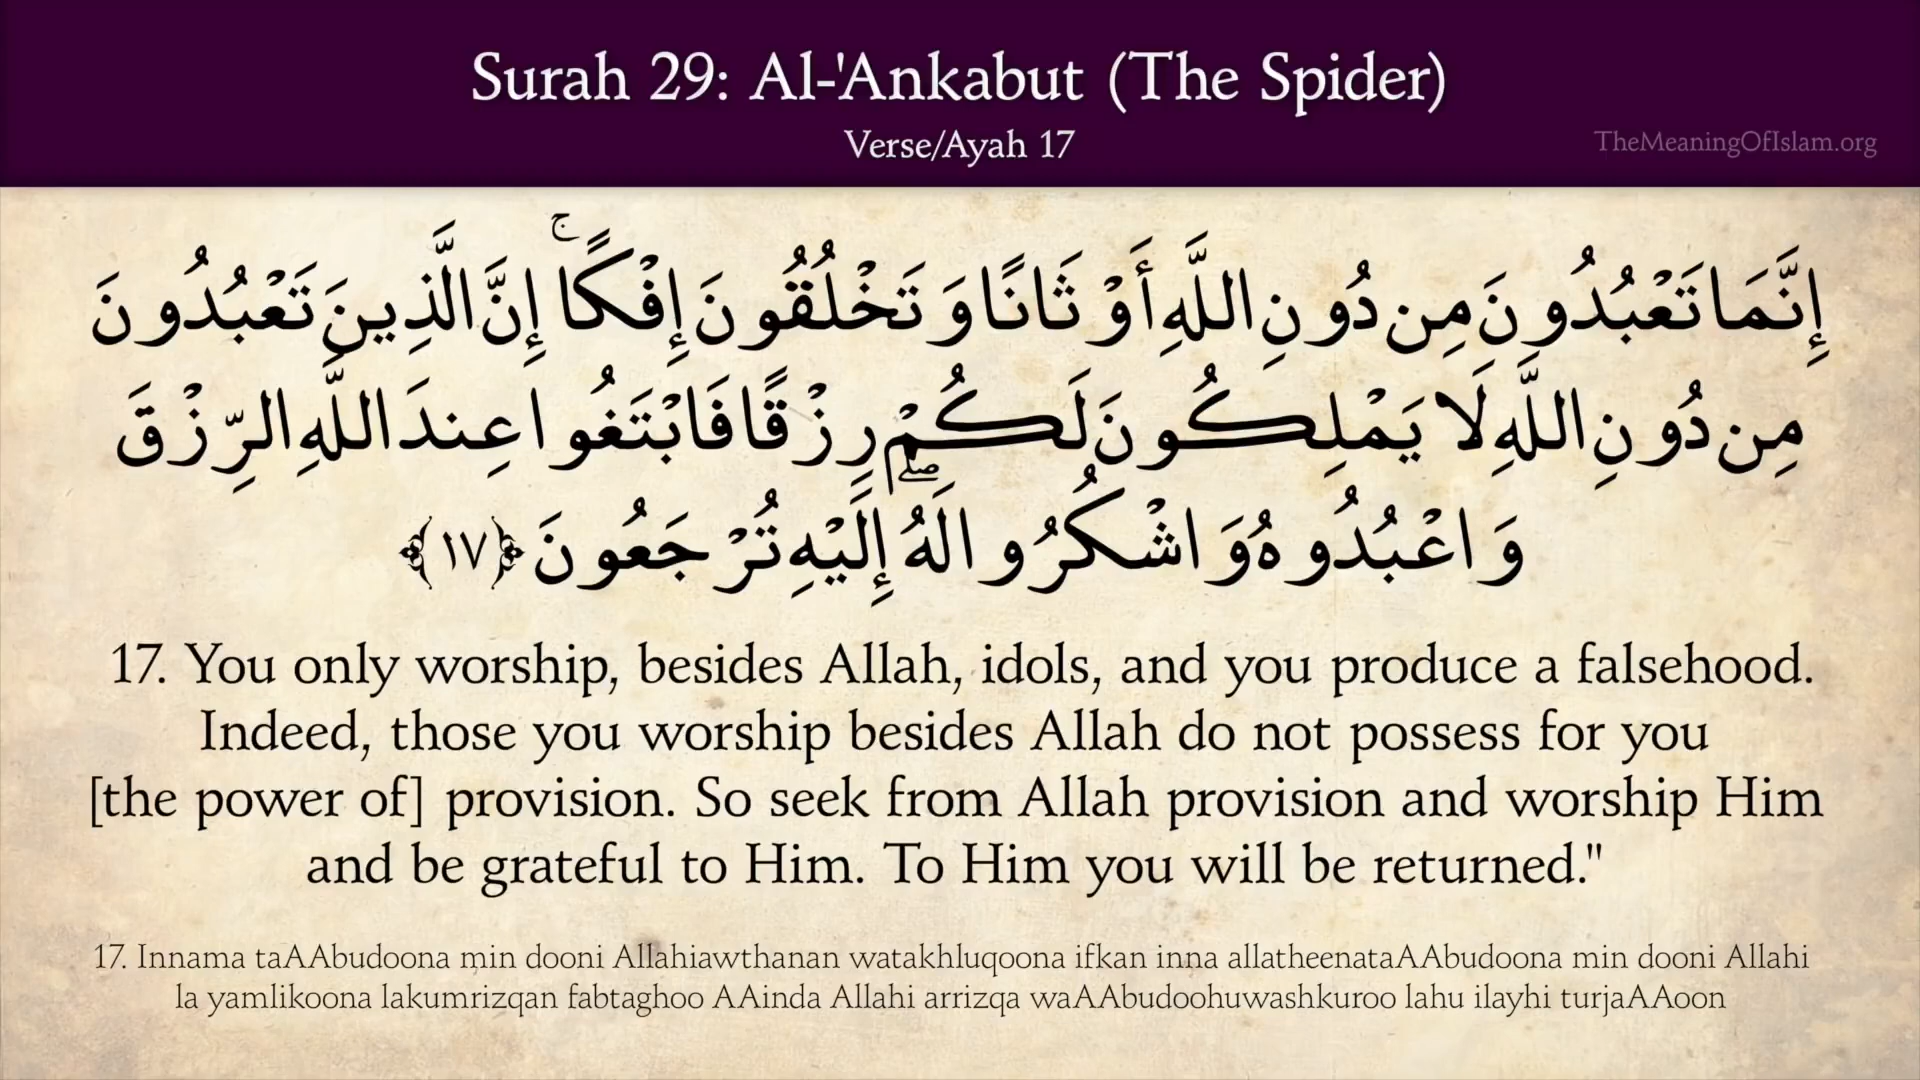 Surah 29: Al-'Ankabut (The Spider)
Verse/Ayah 17
TheMeaningOfIslam.org
إِنَّمَا تَعْبُدُونَ مِن دُونِ اللَّهِ أَوْثَانًا وَتَخْلُقُونَ إِفْكًا ۚ إِنَّ الَّذِينَ تَعْبُدُونَ
مِن دُونِ اللَّهِ لَا يَمْلِكُونَ لَكُمْ رِزْقًا فَابْتَغُوا عِندَ اللَّهِ الرِّزْقَ
وَاعْبُدُوهُ وَاشْكُرُوا لَهُ ۖ إِلَيْهِ تُرْجَعُونَ ﴿١٧﴾
17. You only worship, besides Allah, idols, and you produce a falsehood.
Indeed, those you worship besides Allah do not possess for you
[the power of] provision. So seek from Allah provision and worship Him
and be grateful to Him. To Him you will be returned."
17. Innama taAAbudoona min dooni Allahiawthanan watakhluqoona ifkan inna allatheenataAAbudoona min dooni Allahi
la yamlikoona lakumrizqan fabtaghoo AAinda Allahi arrizqa waAAbudoohuwashkuroo lahu ilayhi turjaAAoon